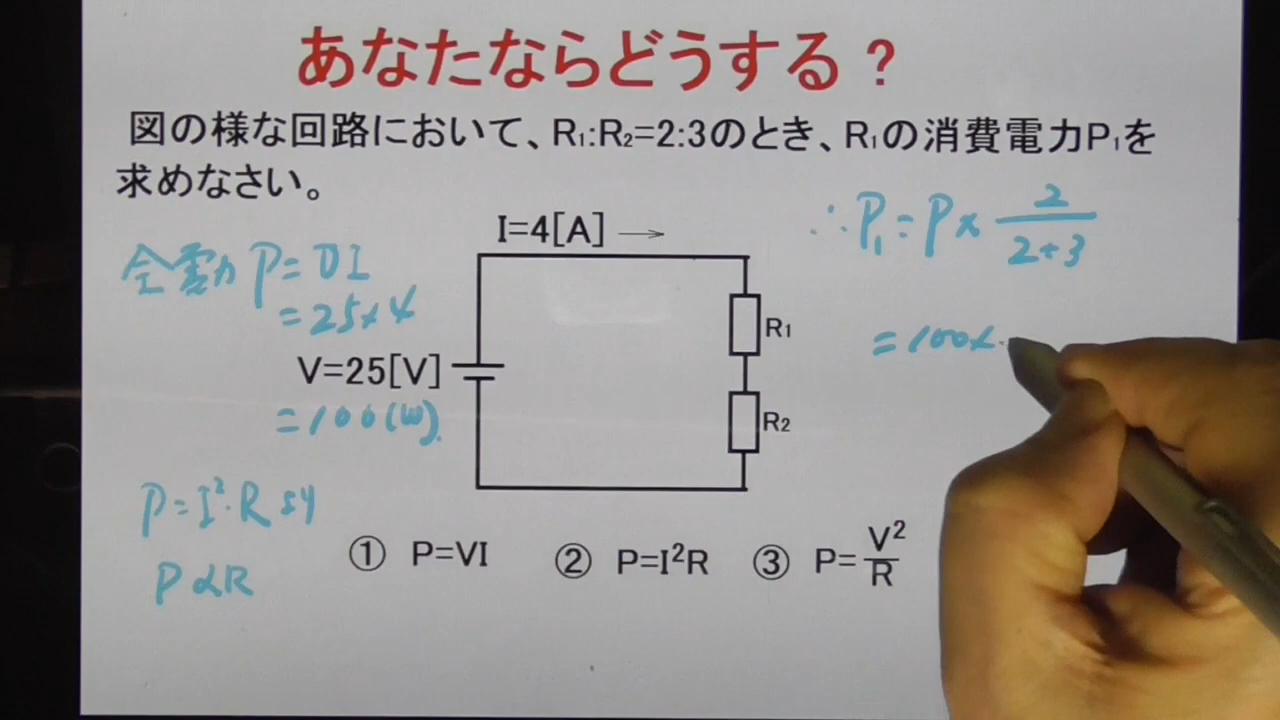 あなたならどうする?
図の様な回路において、R₁:R₂=2:3のとき、R₁の消費電力P₁を
求めなさい。
I=4[A] →
V=25[V]
R₁
R₂
① P=VI ② P=I²R ③ P=V²/R
全電力 P=VI
=25×4
=100(W).
P=I²·Rより
P∝R
∴P₁=P×2/(2+3)
=100×